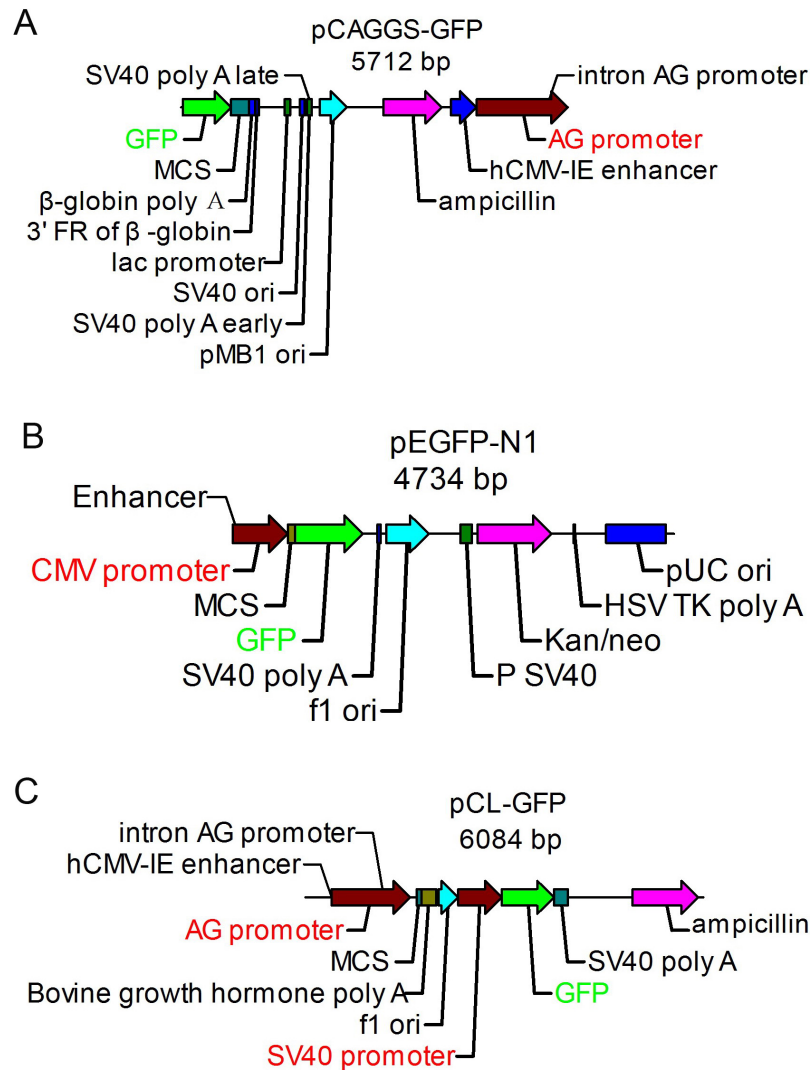 A
pCAGGS-GFP
5712 bp
SV40 poly A late
intron AG promoter
GFP
AG promoter
MCS
hCMV-IE enhancer
β-globin poly A
ampicillin
3' FR of β -globin
lac promoter
SV40 ori
SV40 poly A early
pMB1 ori
B
pEGFP-N1
4734 bp
Enhancer
CMV promoter
pUC ori
MCS
HSV TK poly A
GFP
Kan/neo
SV40 poly A
P SV40
f1 ori
C
pCL-GFP
6084 bp
intron AG promoter
hCMV-IE enhancer
AG promoter
ampicillin
MCS
SV40 poly A
Bovine growth hormone poly A
GFP
f1 ori
SV40 promoter